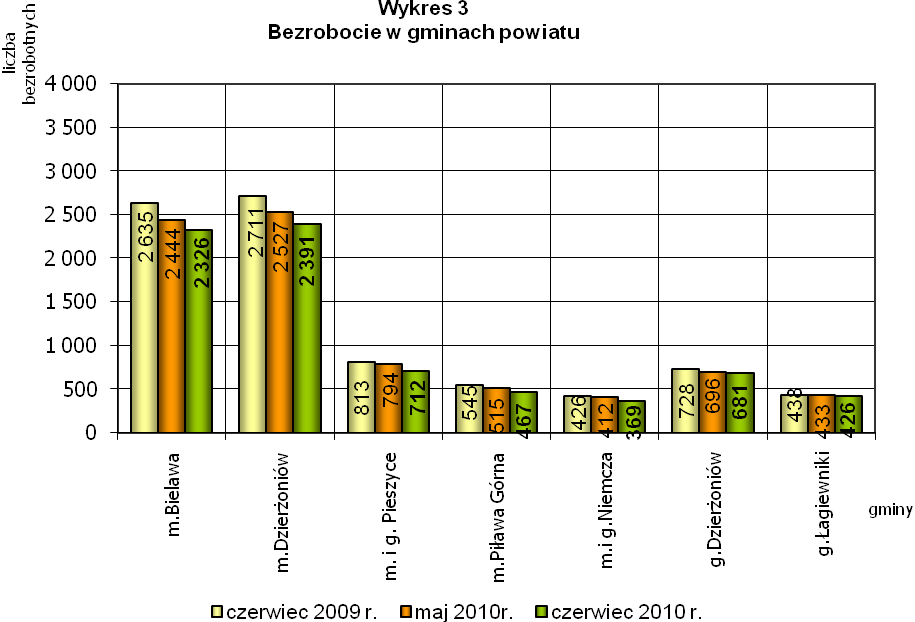 Wykres 3
Bezrobocie w gminach powiatu
liczba
bezrobotnych
4 000
3 500
3 000
2 500
2 000
1 500
1 000
500
0
2 635
2 444
2 326
2 711
2 527
2 391
813
794
712
545
515
467
426
412
369
728
696
681
438
433
426
m.Bielawa
m.Dzierżoniów
m. i g. Pieszyce
m.Piława Górna
m.i g.Niemcza
g.Dzierżoniów
g.Łagiewniki
gminy
czerwiec 2009 r.
maj 2010r.
czerwiec 2010 r.